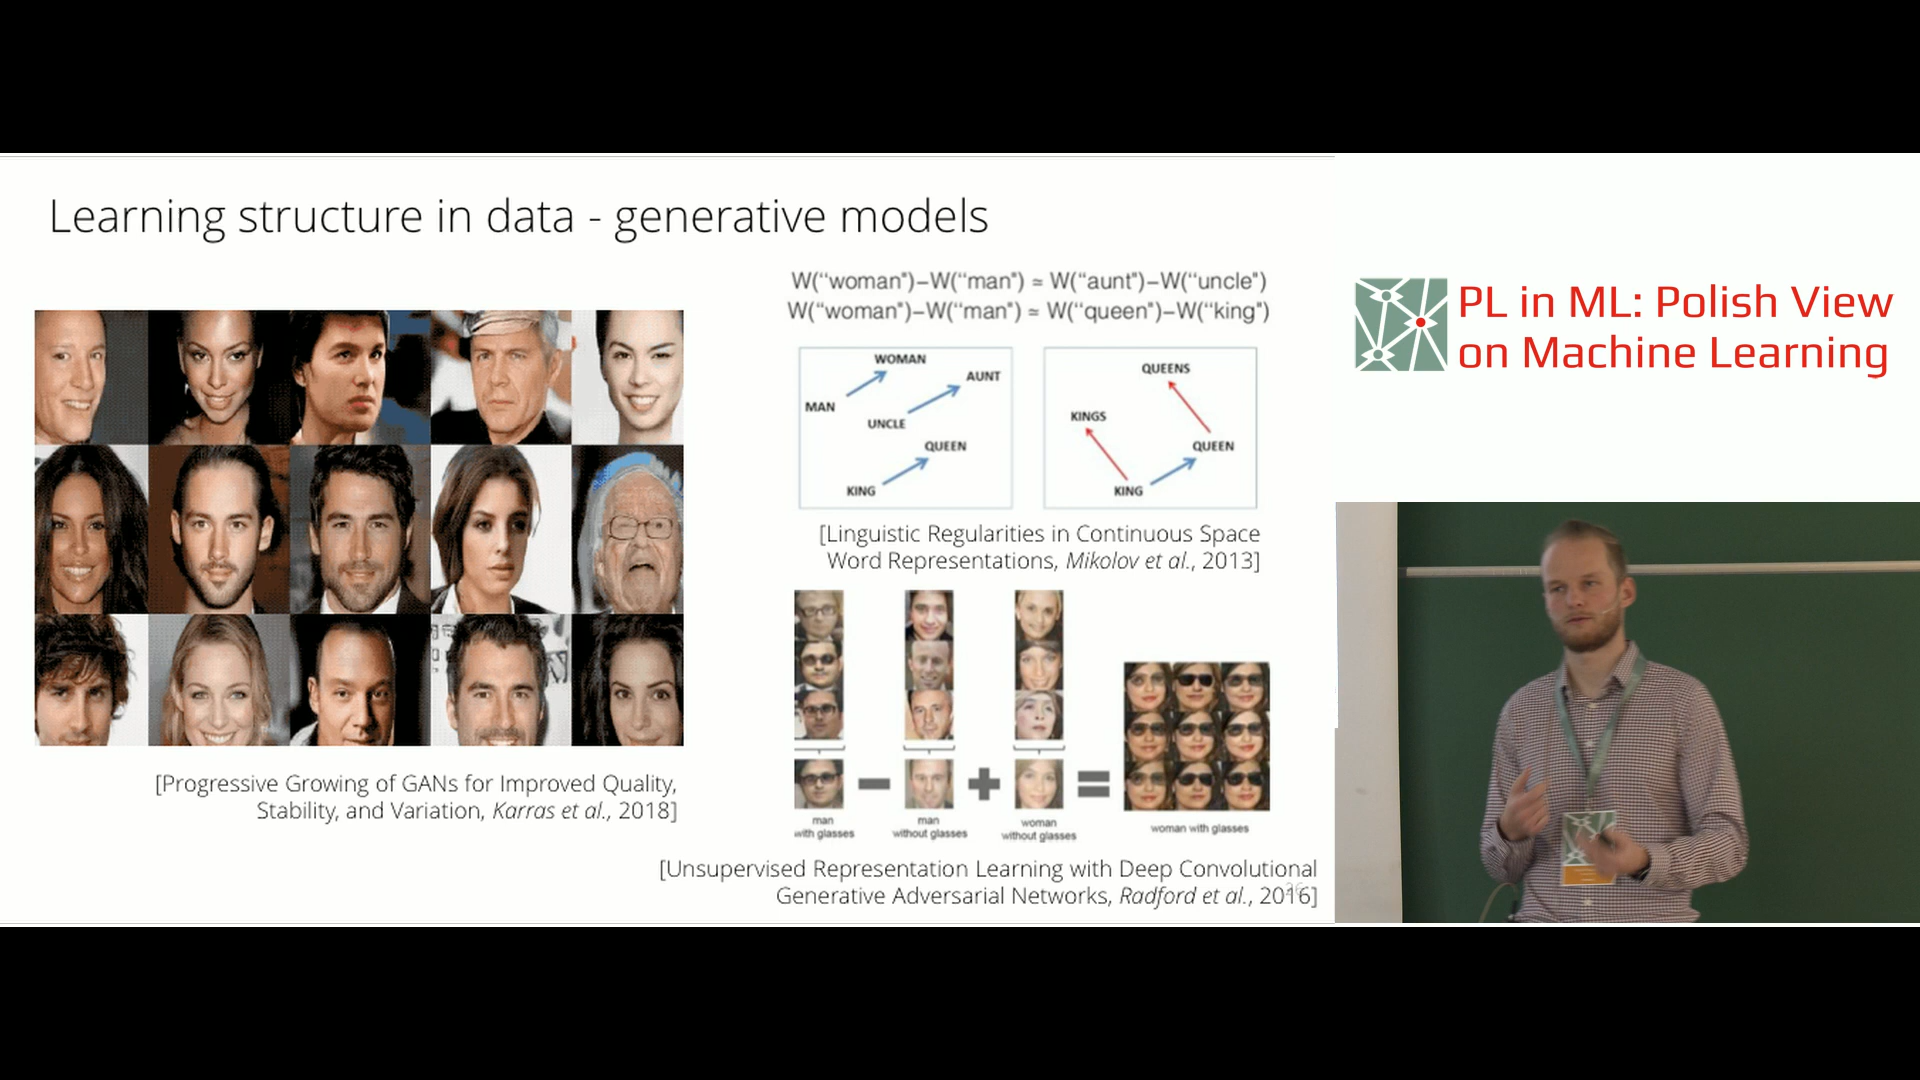 Learning structure in data - generative models
W(“woman”)−W(“man”) ≃ W(“aunt”)−W(“uncle”)
W(“woman”)−W(“man”) ≃ W(“queen”)−W(“king”)
WOMAN
AUNT
MAN
UNCLE
QUEEN
KING
QUEENS
KINGS
QUEEN
KING
[Linguistic Regularities in Continuous Space
Word Representations, Mikolov et al., 2013]
[Progressive Growing of GANs for Improved Quality,
Stability, and Variation, Karras et al., 2018]
man
with glasses
man
without glasses
woman
without glasses
woman with glasses
[Unsupervised Representation Learning with Deep Convolutional
Generative Adversarial Networks, Radford et al., 2016]
PL in ML: Polish View
on Machine Learning